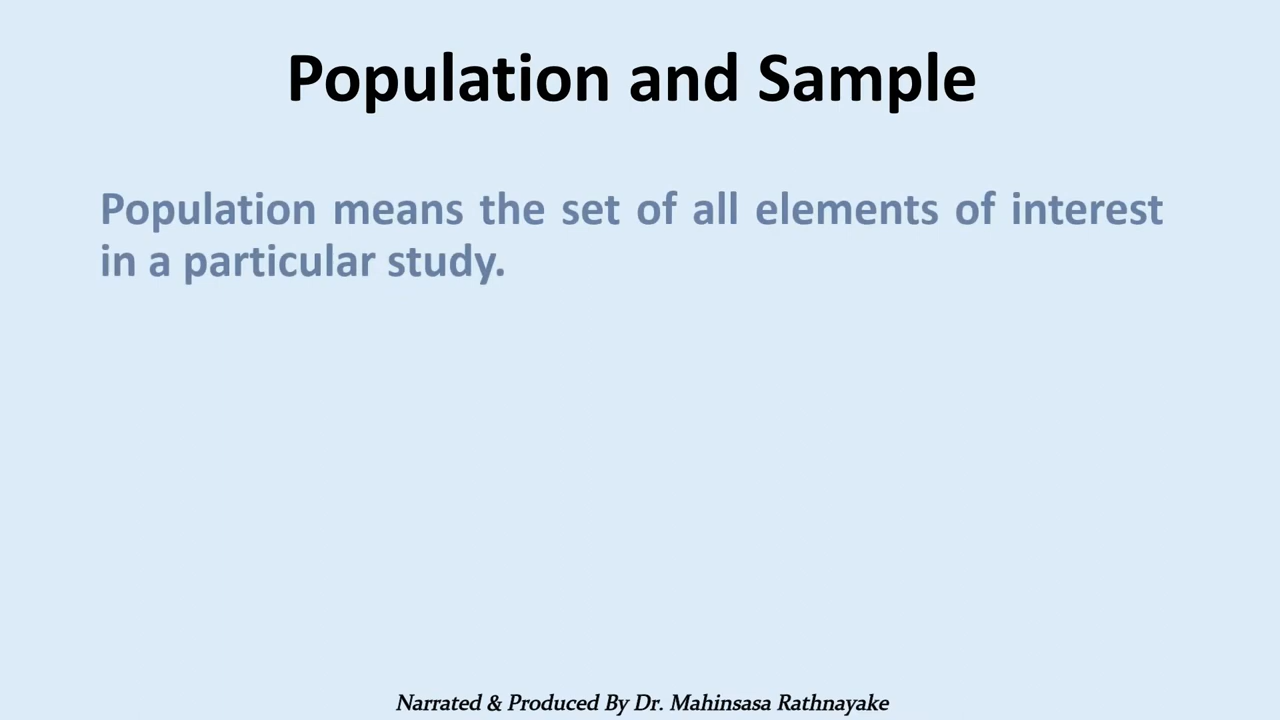 Population and Sample
Population means the set of all elements of interest
in a particular study.
Narrated & Produced By Dr. Mahinsasa Rathnayake